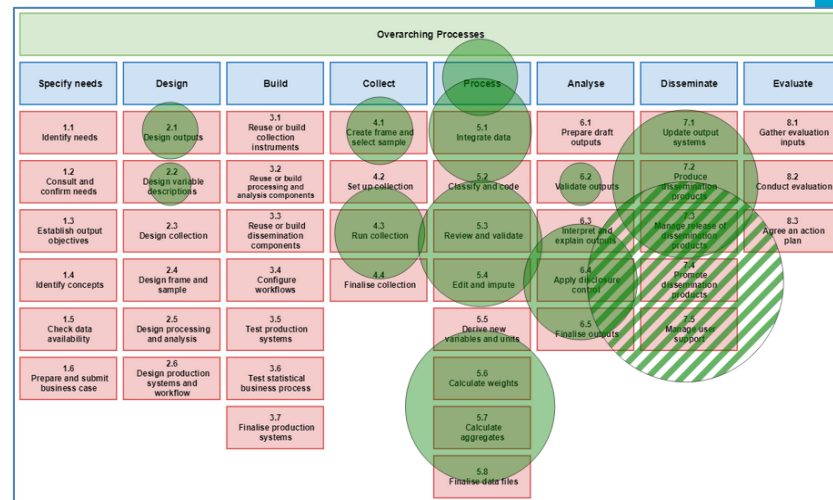 Overarching Processes
Specify needs
Design
Build
Collect
Process
Analyse
Disseminate
Evaluate
1.1
Identify needs
2.1
Design outputs
3.1
Reuse or build
collection
instruments
4.1
Create frame and
select sample
5.1
Integrate data
6.1
Prepare draft
outputs
7.1
Update output
systems
8.1
Gather evaluation
inputs
1.2
Consult and
confirm needs
2.2
Design variable
descriptions
3.2
Reuse or build
processing and
analysis components
4.2
Set up collection
5.2
Classify and code
6.2
Validate outputs
7.2
Produce
dissemination
products
8.2
Conduct evaluation
1.3
Establish output
objectives
2.3
Design collection
3.3
Reuse or build
dissemination
components
4.3
Run collection
5.3
Review and validate
6.3
Interpret and
explain outputs
7.3
Manage release of
dissemination
products
8.3
Agree an action
plan
1.4
Identify concepts
2.4
Design frame and
sample
3.4
Configure
workflows
4.4
Finalise collection
5.4
Edit and impute
6.4
Apply disclosure
control
7.4
Promote
dissemination
products
1.5
Check data
availability
2.5
Design processing
and analysis
3.5
Test production
systems
5.5
Derive new
variables and units
6.5
Finalise outputs
7.5
Manage user
support
1.6
Prepare and submit
business case
2.6
Design production
systems and
workflow
3.6
Test statistical
business process
5.6
Calculate weights
3.7
Finalise production
systems
5.7
Calculate
aggregates
5.8
Finalise data files